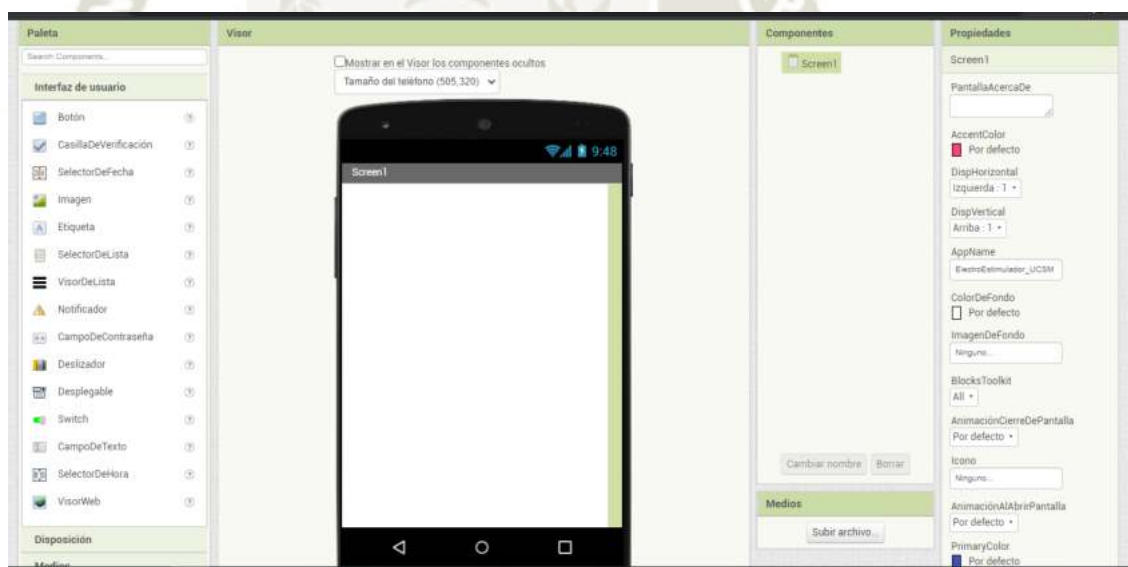 Paleta
Search Components...
Interfaz de usuario
Botón
CasillaDeVerificación
SelectorDeFecha
Imagen
Etiqueta
SelectorDeLista
VisorDeLista
Notificador
CampoDeContraseña
Deslizador
Desplegable
Switch
CampoDeTexto
SelectorDeHora
VisorWeb
Disposición
Medios
Visor
Mostrar en el Visor los componentes ocultos
Tamaño del teléfono (505,320)
9:48
Screen1
Componentes
Screen1
Cambiar nombre
Borrar
Medios
Subir archivo...
Propiedades
Screen1
PantallaAcercaDe
AccentColor
Por defecto
DispHorizontal
Izquierda : 1
DispVertical
Arriba : 1
AppName
ElectroEstimulador_UCSM
ColorDeFondo
Por defecto
ImagenDeFondo
Ninguno...
BlocksToolkit
All
AnimaciónCierreDePantalla
Por defecto
Icono
Ninguno...
AnimaciónAlAbrirPantalla
Por defecto
PrimaryColor
Por defecto